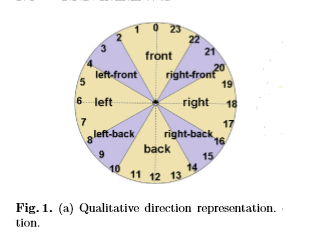 1 0 23
2 22
3 front 21
4 left-front right-front 20
5 19
6 left right 18
7 17
8 left-back right-back 16
9 back 15
10 14
11 12 13
Fig. 1. (a) Qualitative direction representation.
tion.